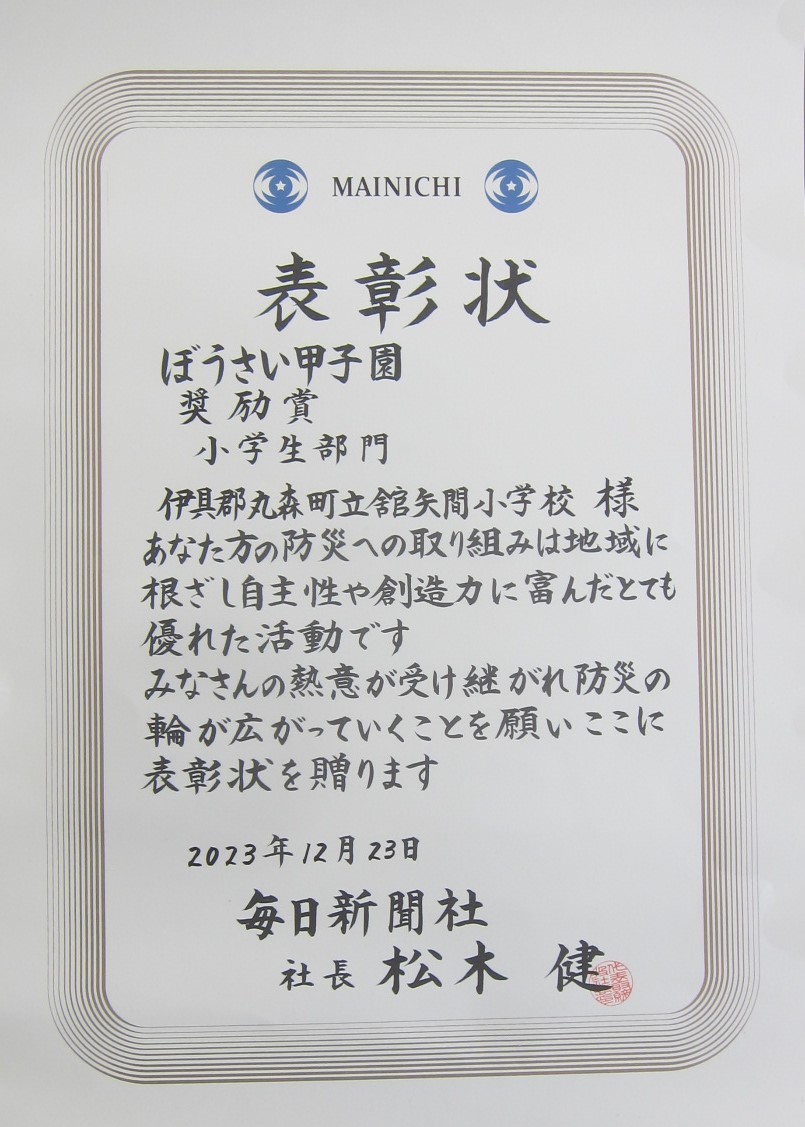 MAINICHI
表彰状
ぼうさい甲子園
奨励賞
小学生部門
伊具郡丸森町立舘矢間小学校 様
あなた方の防災への取り組みは地域に
根ざし自主性や創造力に富んだとても
優れた活動です
みなさんの熱意が受け継がれ防災の
輪が広がっていくことを願いここに
表彰状を贈ります
2023年12月23日
毎日新聞社
社長 松木 健